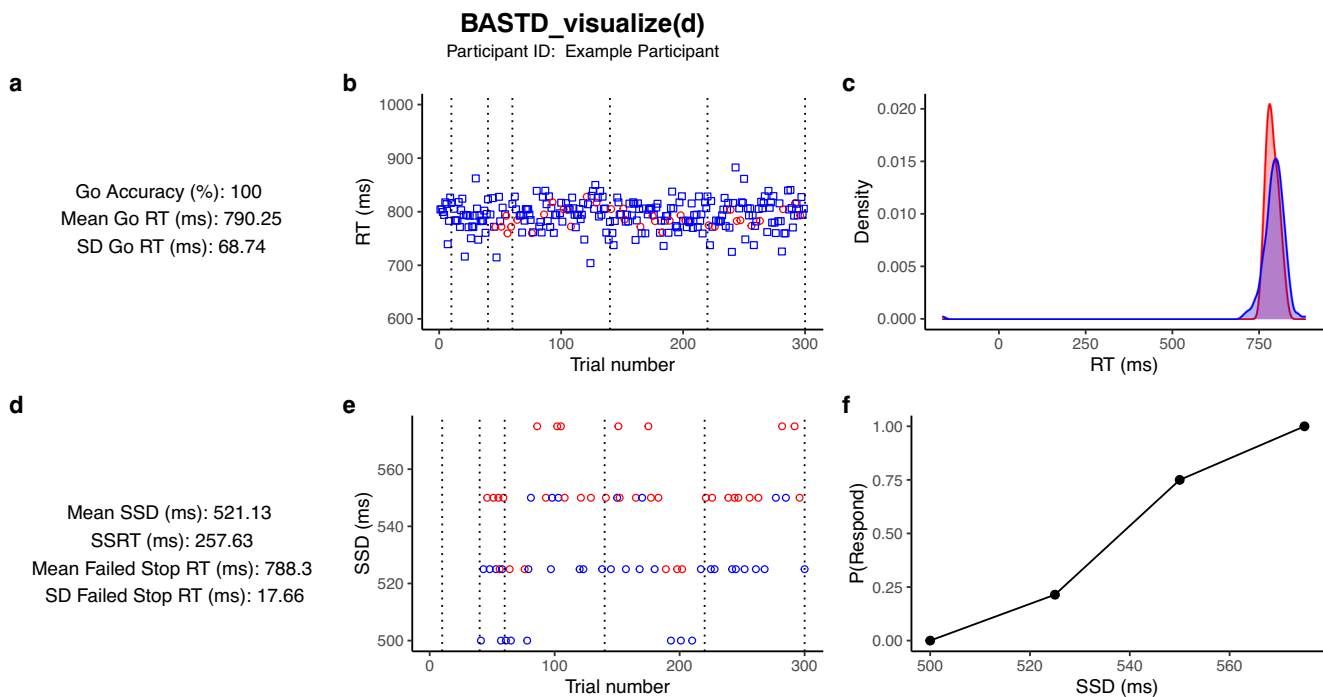 BASTD_visualize(d)
Participant ID:  Example Participant
a
Go Accuracy (%): 100
Mean Go RT (ms): 790.25
SD Go RT (ms): 68.74
b
RT (ms)
1000
900
800
700
600
0 100 200 300
Trial number
c
Density
0.020
0.015
0.010
0.005
0.000
0 250 500 750
RT (ms)
d
Mean SSD (ms): 521.13
SSRT (ms): 257.63
Mean Failed Stop RT (ms): 788.3
SD Failed Stop RT (ms): 17.66
e
SSD (ms)
560
540
520
500
0 100 200 300
Trial number
f
P(Respond)
1.00
0.75
0.50
0.25
0.00
500 520 540 560
SSD (ms)